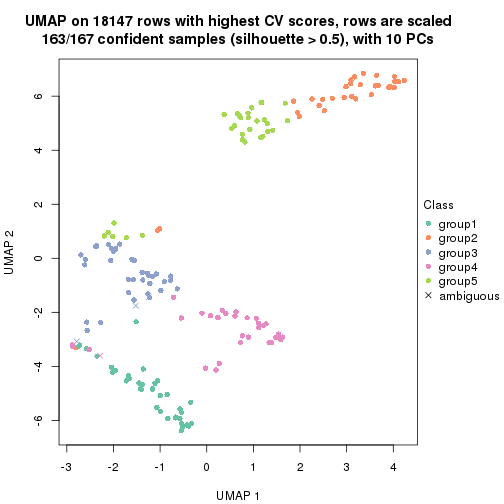 UMAP on 18147 rows with highest CV scores, rows are scaled
163/167 confident samples (silhouette > 0.5), with 10 PCs
UMAP 2
6
4
2
0
-2
-4
-6
-3
-2
-1
0
1
2
3
4
UMAP 1
Class
group1
group2
group3
group4
group5
ambiguous